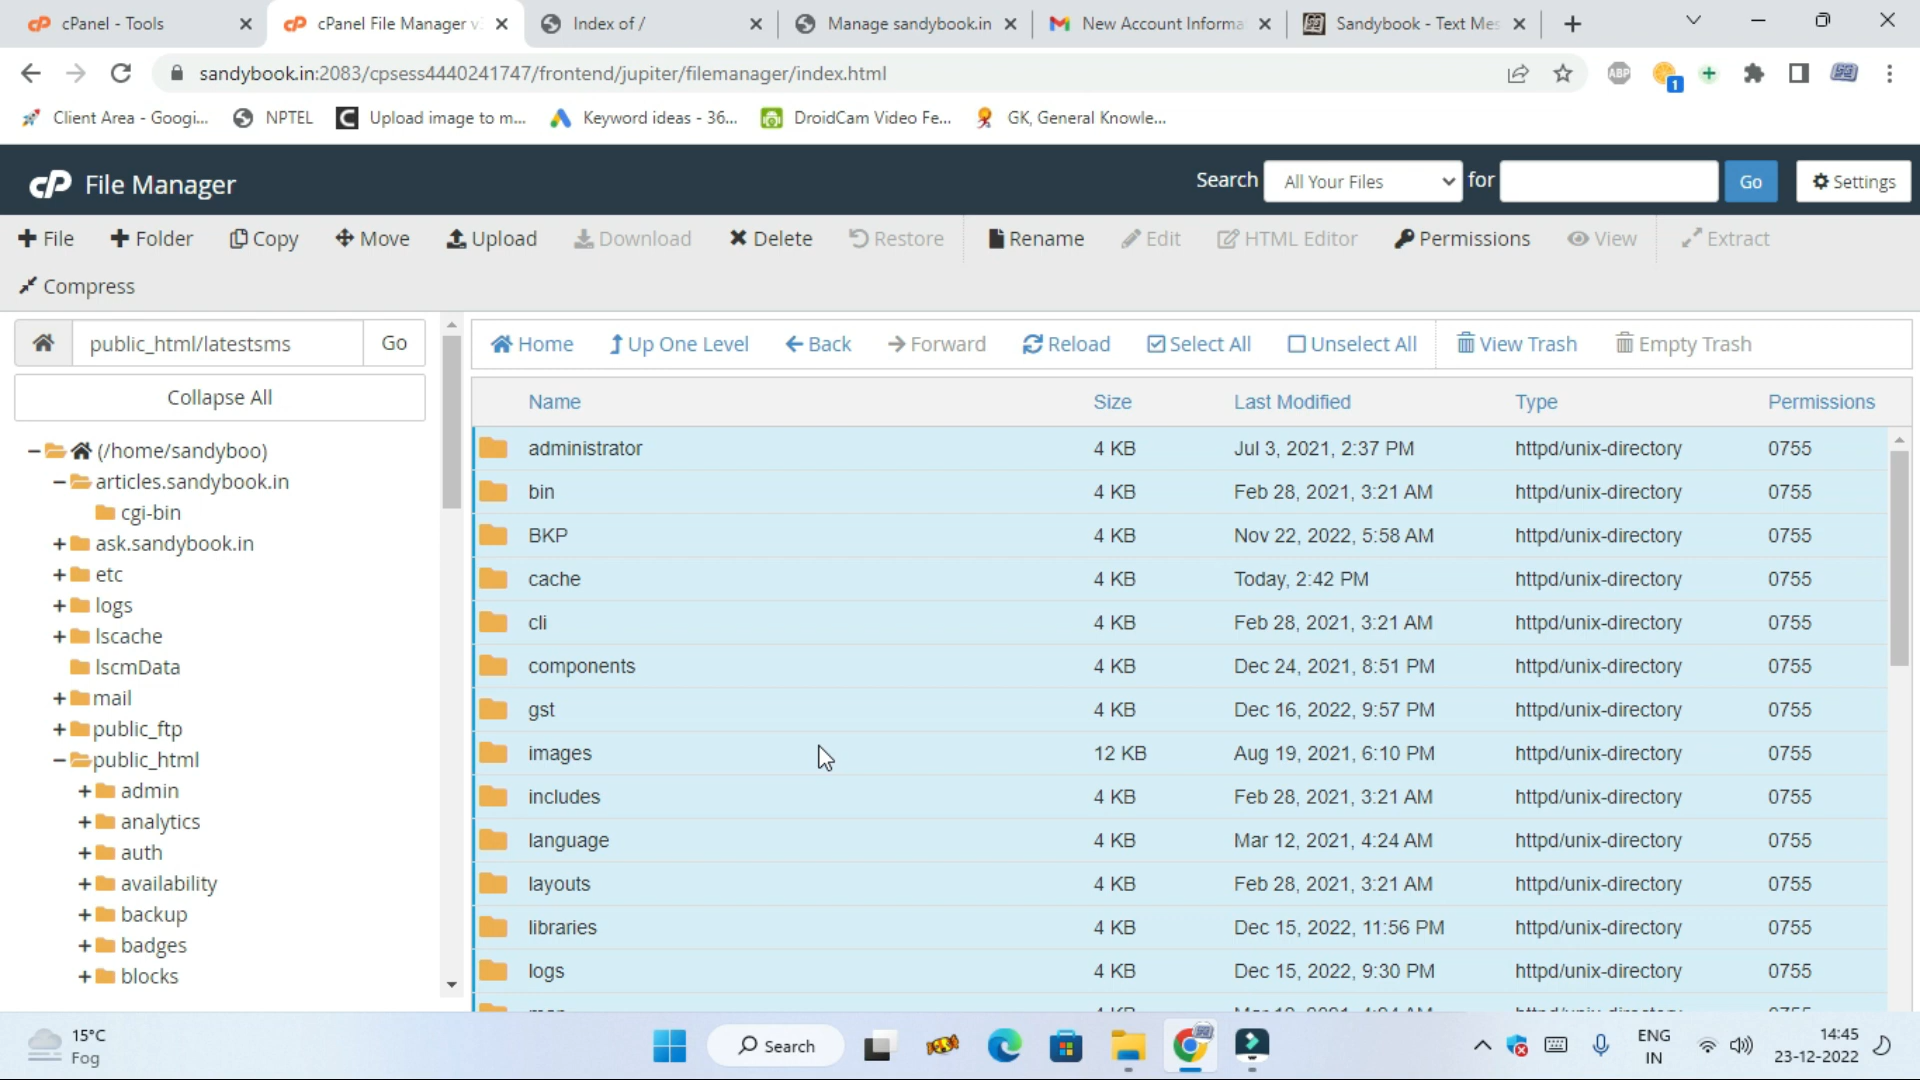 cPanel - Tools
cPanel File Manager v
Index of /
Manage sandybook.in
New Account Informa
Sandybook - Text Mes
sandybook.in:2083/cpsess4440241747/frontend/jupiter/filemanager/index.html
ABP
1
Client Area - Googi...
NPTEL
Upload image to m...
Keyword ideas - 36...
DroidCam Video Fe...
GK, General Knowle...
cP File Manager
Search All Your Files for Go Settings
File Folder Copy Move Upload Download Delete Restore Rename Edit HTML Editor Permissions View Extract
Compress
public_html/latestsms Go
Collapse All
(/home/sandyboo)
articles.sandybook.in
cgi-bin
ask.sandybook.in
etc
logs
lscache
lscmData
mail
public_ftp
public_html
admin
analytics
auth
availability
backup
badges
blocks
Home Up One Level Back Forward Reload Select All Unselect All View Trash Empty Trash
Name Size Last Modified Type Permissions
administrator 4 KB Jul 3, 2021, 2:37 PM httpd/unix-directory 0755
bin 4 KB Feb 28, 2021, 3:21 AM httpd/unix-directory 0755
BKP 4 KB Nov 22, 2022, 5:58 AM httpd/unix-directory 0755
cache 4 KB Today, 2:42 PM httpd/unix-directory 0755
cli 4 KB Feb 28, 2021, 3:21 AM httpd/unix-directory 0755
components 4 KB Dec 24, 2021, 8:51 PM httpd/unix-directory 0755
gst 4 KB Dec 16, 2022, 9:57 PM httpd/unix-directory 0755
images 12 KB Aug 19, 2021, 6:10 PM httpd/unix-directory 0755
includes 4 KB Feb 28, 2021, 3:21 AM httpd/unix-directory 0755
language 4 KB Mar 12, 2021, 4:24 AM httpd/unix-directory 0755
layouts 4 KB Feb 28, 2021, 3:21 AM httpd/unix-directory 0755
libraries 4 KB Dec 15, 2022, 11:56 PM httpd/unix-directory 0755
logs 4 KB Dec 15, 2022, 9:30 PM httpd/unix-directory 0755
15°C
Fog
Search
ENG
IN
14:45
23-12-2022